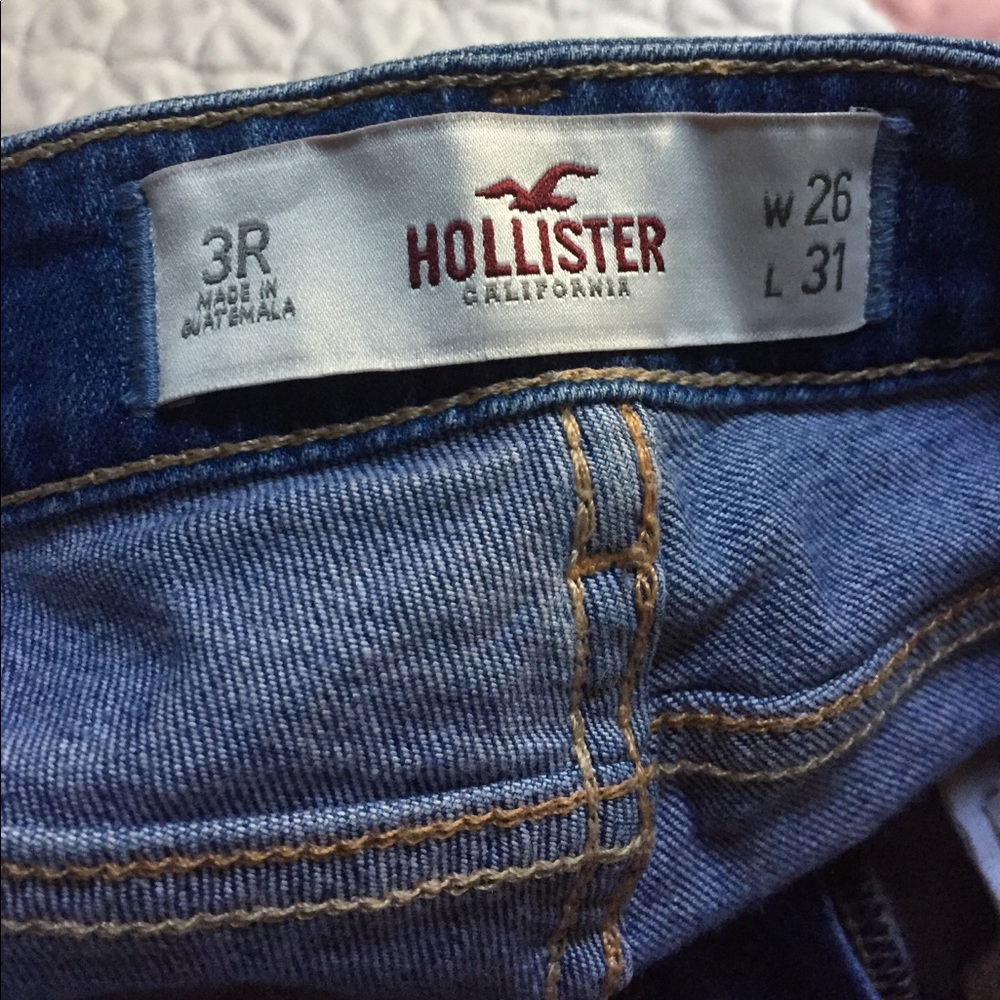 3R
MADE IN
GUATEMALA
HOLLISTER
CALIFORNIA
W 26
L 31